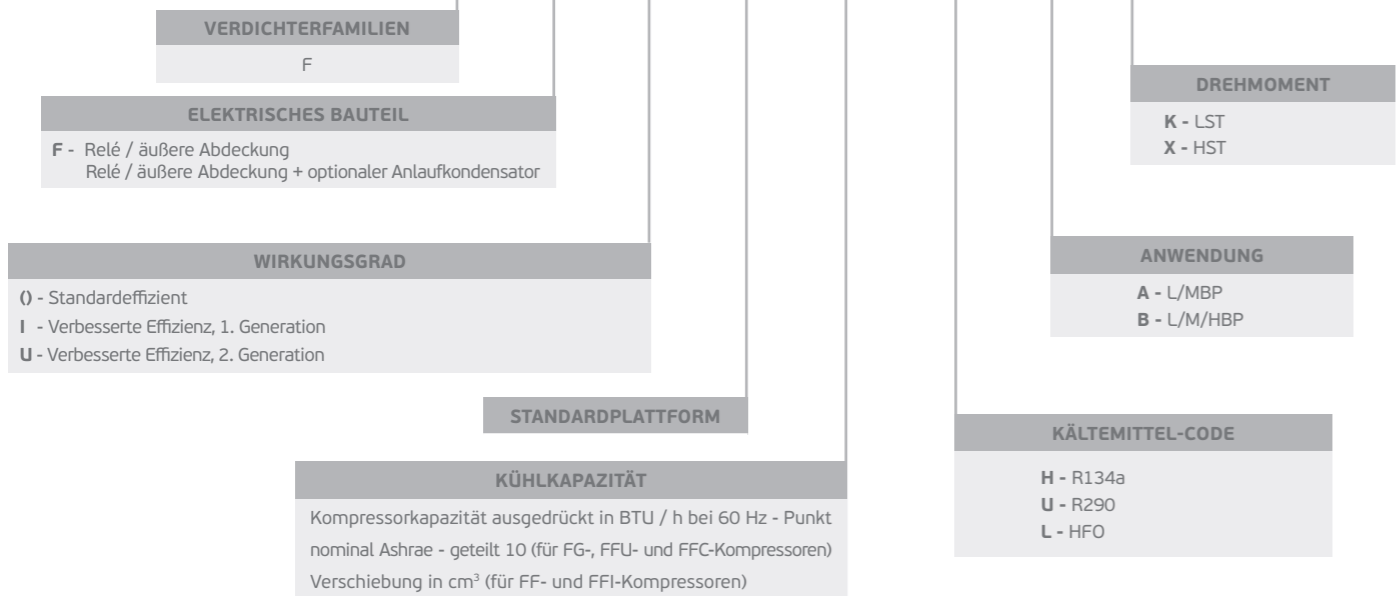 VERDICHTERFAMILIEN
F
ELEKTRISCHES BAUTEIL
F - Relé / äußere Abdeckung
Relé / äußere Abdeckung + optionaler Anlaufkondensator
WIRKUNGSGRAD
() - Standardeffizient
I - Verbesserte Effizienz, 1. Generation
U - Verbesserte Effizienz, 2. Generation
STANDARDPLATTFORM
KÜHLKAPAZITÄT
Kompressorkapazität ausgedrückt in BTU / h bei 60 Hz - Punkt
nominal Ashrae - geteilt 10 (für FG-, FFU- und FFC-Kompressoren)
Verschiebung in cm³ (für FF- und FFI-Kompressoren)
DREHMOMENT
K - LST
X - HST
ANWENDUNG
A - L/MBP
B - L/M/HBP
KÄLTEMITTEL-CODE
H - R134a
U - R290
L - HFO